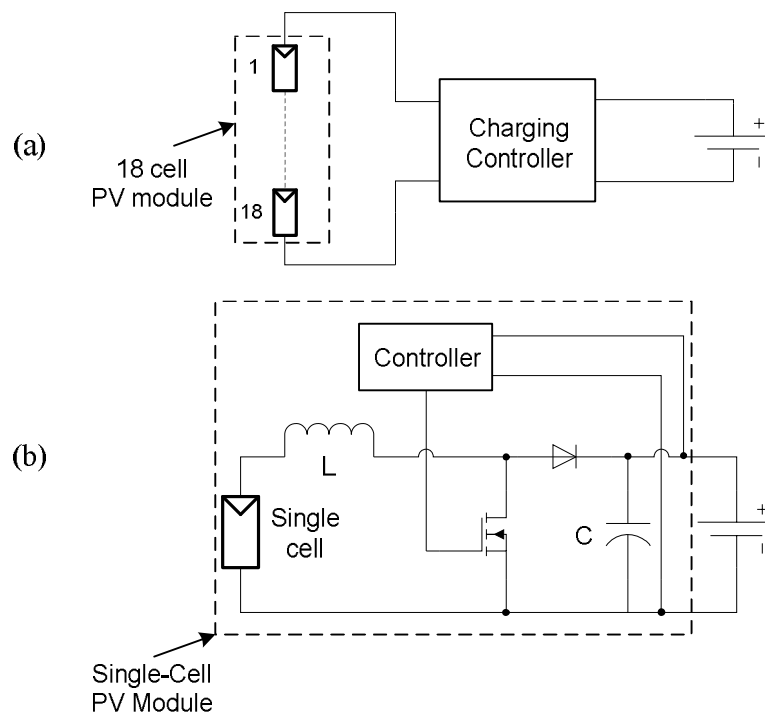 1
(a)
18 cell
PV module
18
Charging
Controller
+
-
Controller
(b)
L
Single
cell
C
+
-
Single-Cell
PV Module